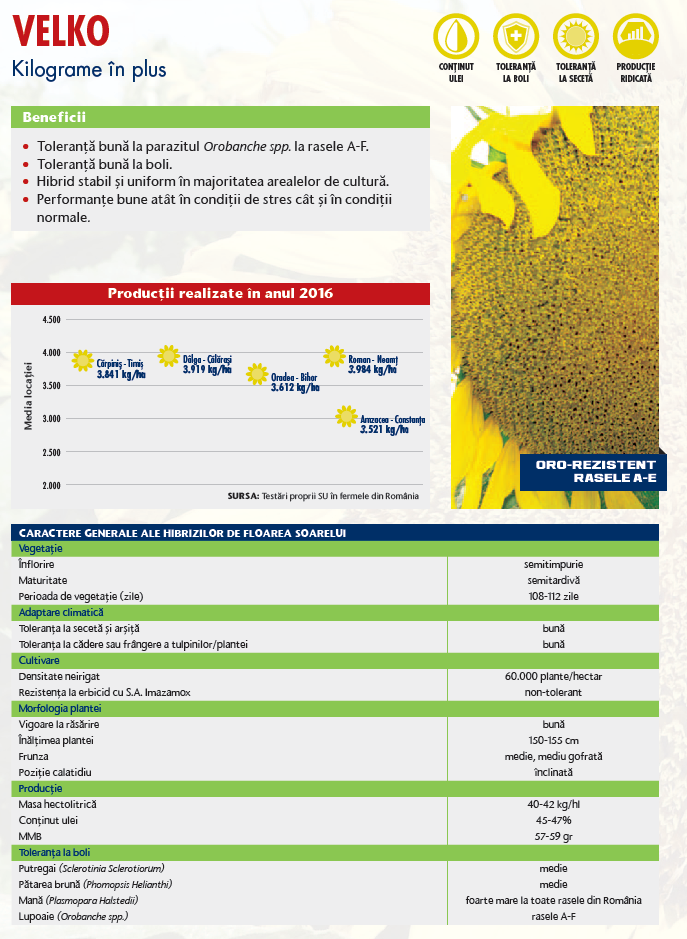 VELKO
Kilograme în plus
CONȚINUT
ULEI
TOLERANȚĂ
LA BOLI
TOLERANȚĂ
LA SECETĂ
PRODUCȚIE
RIDICATĂ
Beneficii
• Toleranță bună la parazitul Orobanche spp. la rasele A-F.
• Toleranță bună la boli.
• Hibrid stabil și uniform în majoritatea arealelor de cultură.
• Performanțe bune atât în condiții de stres cât și în condiții
normale.
Producții realizate în anul 2016
Media locației
4.500
4.000
3.500
3.000
2.500
2.000
Cărpiniș - Timiș
3.841 kg/ha
Dâlga - Călărași
3.919 kg/ha
Oradea - Bihor
3.612 kg/ha
Roman - Neamț
3.984 kg/ha
Amzacea - Constanța
3.521 kg/ha
SURSA: Testări proprii SU în fermele din România
ORO-REZISTENT
RASELE A-E
CARACTERE GENERALE ALE HIBRIZILOR DE FLOAREA SOARELUI
Vegetație
Înflorire semitimpurie
Maturitate semitardivă
Perioada de vegetație (zile) 108-112 zile
Adaptare climatică
Toleranța la secetă și arșiță bună
Toleranța la cădere sau frângere a tulpinilor/plantei bună
Cultivare
Densitate neirigat 60.000 plante/hectar
Rezistența la erbicid cu S.A. Imazamox non-tolerant
Morfologia plantei
Vigoare la răsărire bună
Înălțimea plantei 150-155 cm
Frunza medie, mediu gofrată
Poziție calatidiu înclinată
Producție
Masa hectolitrică 40-42 kg/hl
Conținut ulei 45-47%
MMB 57-59 gr
Toleranța la boli
Putregai (Sclerotinia Sclerotiorum) medie
Pătarea brună (Phomopsis Helianthi) medie
Mană (Plasmopara Halstedii) foarte mare la toate rasele din România
Lupoaie (Orobanche spp.) rasele A-F